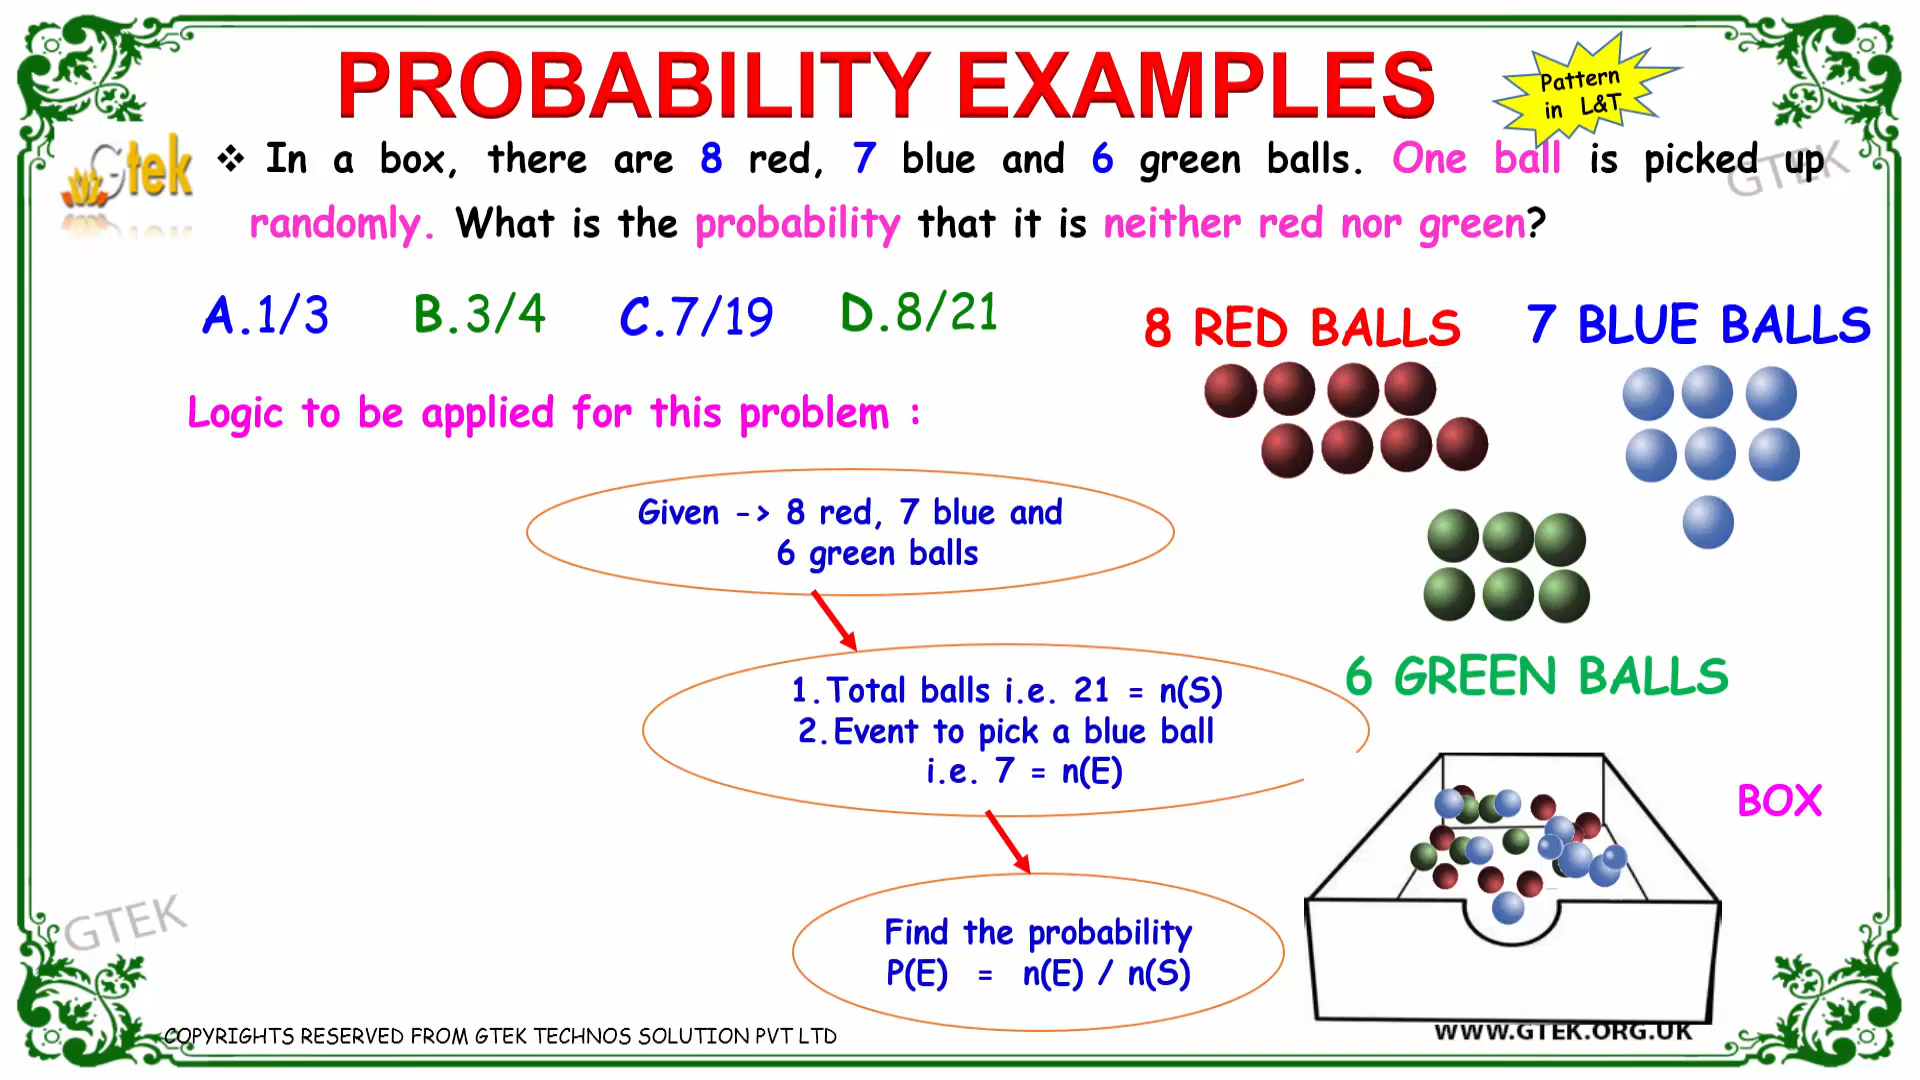 PROBABILITY EXAMPLES
Pattern
in L&T
Gtek
❖ In a box, there are 8 red, 7 blue and 6 green balls. One ball is picked up
GTEK
randomly. What is the probability that it is neither red nor green?
A.1/3 B.3/4 C.7/19 D.8/21
8 RED BALLS 7 BLUE BALLS
Logic to be applied for this problem :
Given -> 8 red, 7 blue and
6 green balls
6 GREEN BALLS
1.Total balls i.e. 21 = n(S)
2.Event to pick a blue ball
i.e. 7 = n(E)
BOX
GTEK
Find the probability
P(E) = n(E) / n(S)
COPYRIGHTS RESERVED FROM GTEK TECHNOS SOLUTION PVT LTD
WWW.GTEK.ORG.UK